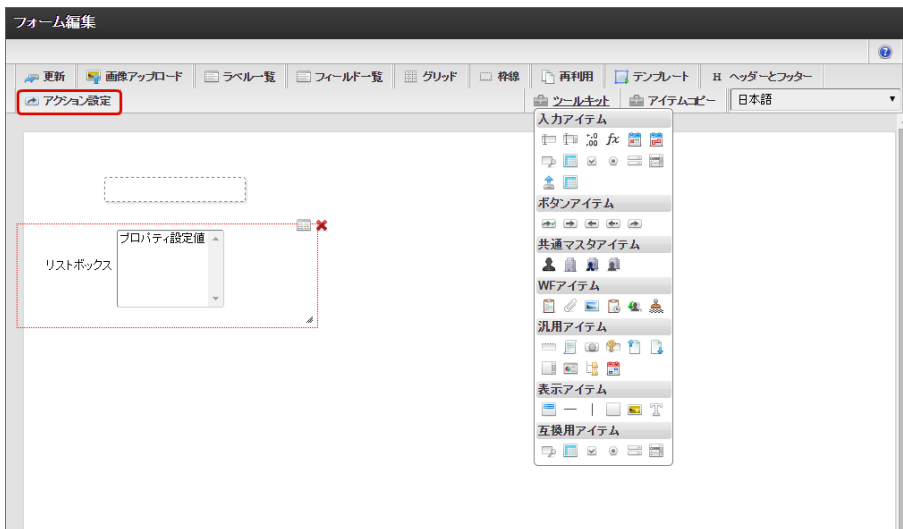 フォーム編集
更新 画像アップロード ラベル一覧 フィールド一覧 グリッド 枠線 再利用 テンプレート H ヘッダーとフッター
アクション設定 ツールキット アイテムコピー 日本語
入力アイテム
ボタンアイテム
共通マスタアイテム
WFアイテム
汎用アイテム
表示アイテム
互換用アイテム
プロパティ設定値
リストボックス